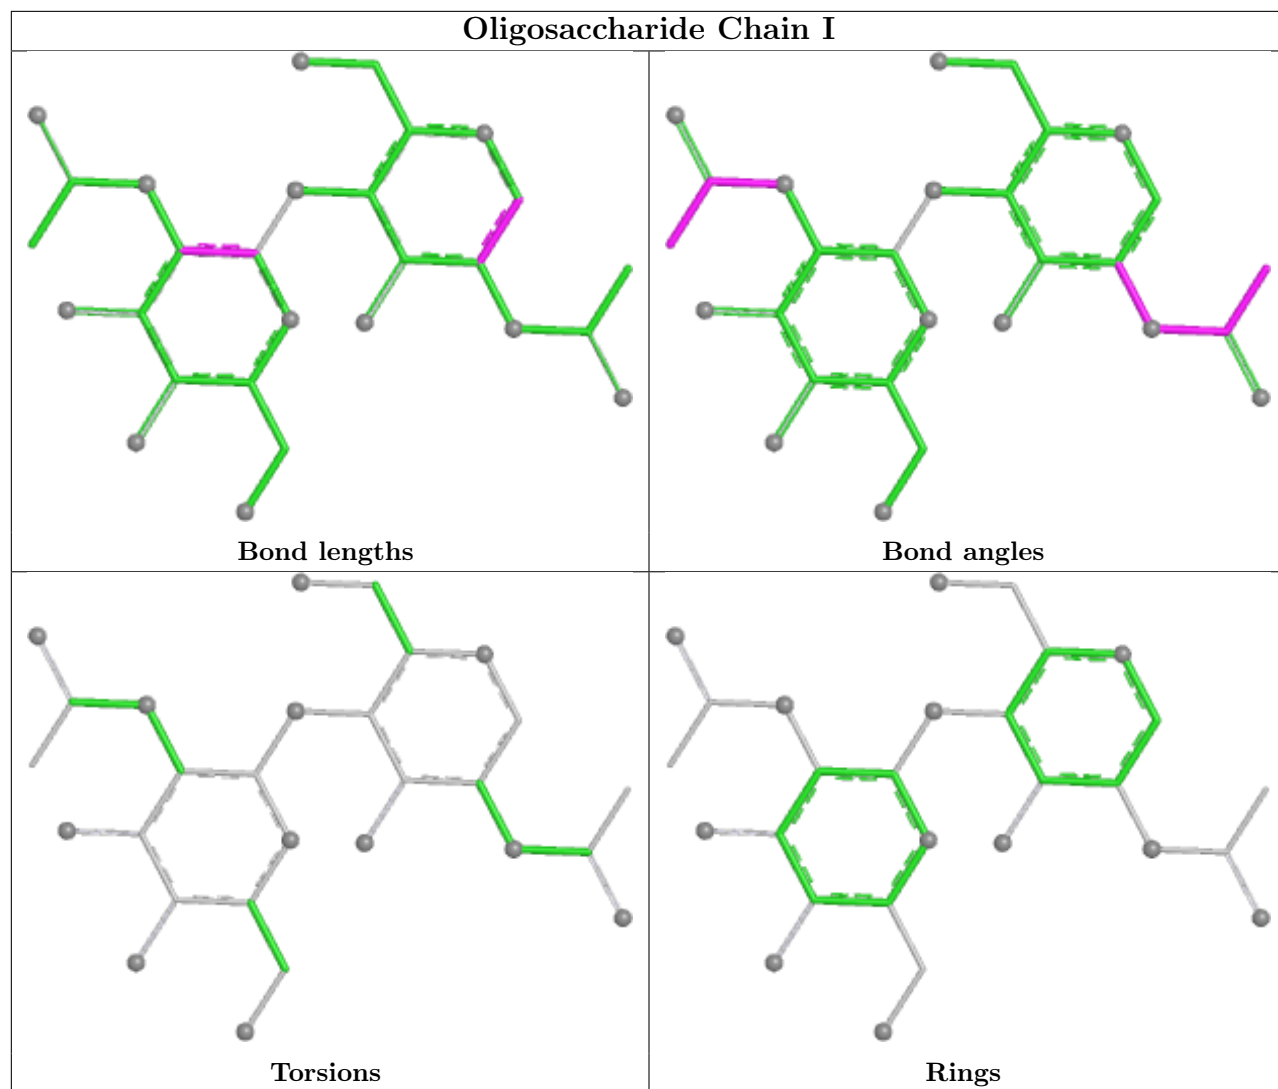 Oligosaccharide Chain I
Bond lengths
Bond angles
Torsions
Rings